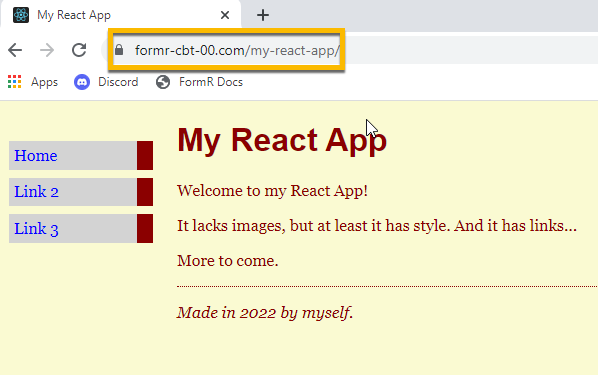 My React App
formr-cbt-00.com/my-react-app/
Apps Discord FormR Docs
My React App
Home
Link 2
Link 3
Welcome to my React App!
It lacks images, but at least it has style. And it has links...
More to come.
Made in 2022 by myself.